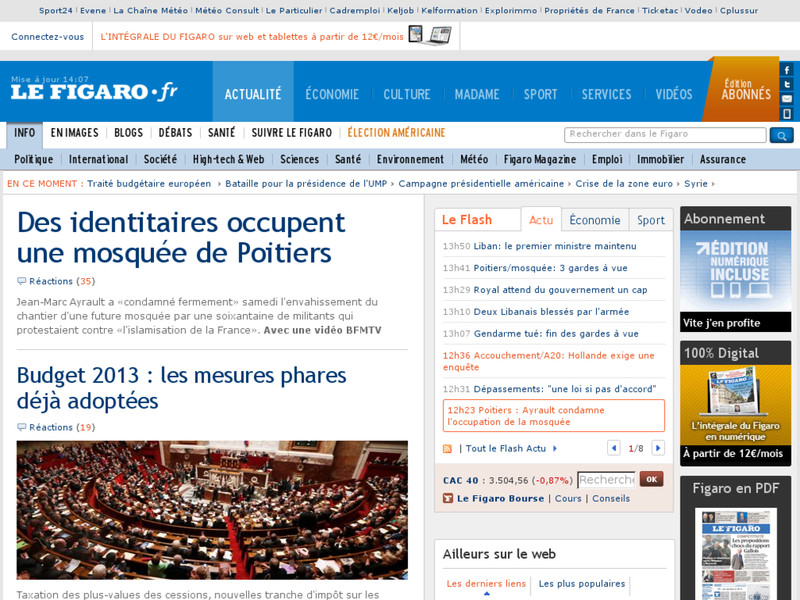 Sport24 | Evene | La Chaîne Météo | Météo Consult | Le Particulier | Cadremploi | Keljob | Kelformation | Explorimmo | Propriétés de France | Ticketac | Vodeo | Cplussur
Connectez-vous
L'INTÉGRALE DU FIGARO sur web et tablettes à partir de 12€/mois
Mise à jour 14:07
LE FIGARO·fr
ACTUALITÉ
ÉCONOMIE
CULTURE
MADAME
SPORT
SERVICES
VIDÉOS
Édition
ABONNÉS
INFO
EN IMAGES
BLOGS
DÉBATS
SANTÉ
SUIVRE LE FIGARO
ÉLECTION AMÉRICAINE
Rechercher dans le Figaro
Politique | International | Société | High-tech & Web | Sciences | Santé | Environnement | Météo | Figaro Magazine | Emploi | Immobilier | Assurance
EN CE MOMENT : Traité budgétaire européen › Bataille pour la présidence de l'UMP › Campagne présidentielle américaine › Crise de la zone euro › Syrie ›
Des identitaires occupent
une mosquée de Poitiers
Réactions (35)
Jean-Marc Ayrault a «condamné fermement» samedi l'envahissement du
chantier d'une future mosquée par une soixantaine de militants qui
protestaient contre «l'islamisation de la France». Avec une vidéo BFMTV
Budget 2013 : les mesures phares
déjà adoptées
Réactions (19)
Taxation des plus-values des cessions, nouvelle tranche d'impôt sur les
Le Flash
Actu
Économie
Sport
13h50 Liban: le premier ministre maintenu
13h41 Poitiers/mosquée: 3 gardes à vue
13h29 Royal attend du gouvernement un cap
13h10 Deux Libanais blessés par l'armée
13h07 Gendarme tué: fin des gardes à vue
12h36 Accouchement/A20: Hollande exige une
enquête
12h31 Dépassements: "une loi si pas d'accord"
12h23 Poitiers : Ayrault condamne
l'occupation de la mosquée
| Tout le Flash Actu
1/8
CAC 40 : 3.504,56 (-0,87%)
Recherche
OK
Le Figaro Bourse | Cours | Conseils
Ailleurs sur le web
Les derniers liens
Les plus populaires
Abonnement
ÉDITION
NUMÉRIQUE
INCLUSE
Vite j'en profite
100% Digital
LE FIGARO
L'intégrale du Figaro
en numérique
À partir de 12€/mois
Figaro en PDF
LE FIGARO